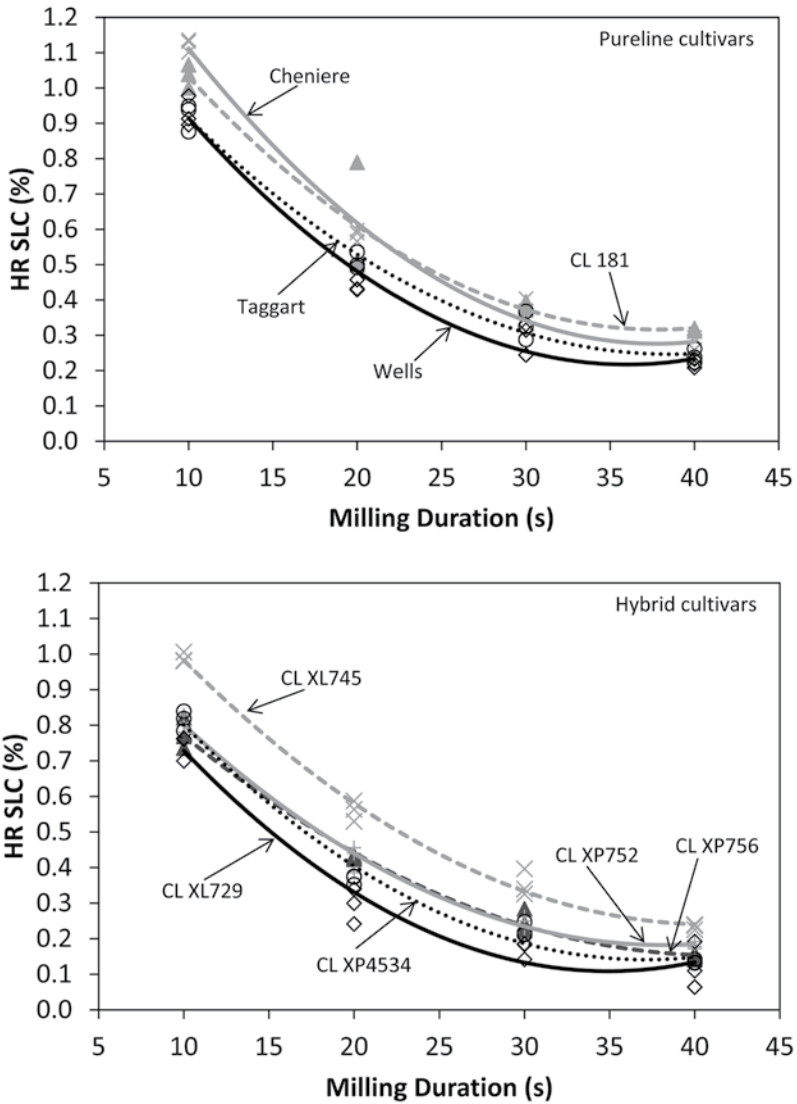 1.2
Pureline cultivars
1.1
1.0
Cheniere
0.9
0.8
0.7
HR SLC (%)
0.6
0.5
CL 181
0.4
Taggart
0.3
Wells
0.2
0.1
0.0
5 10 15 20 25 30 35 40 45
Milling Duration (s)
1.2
Hybrid cultivars
1.1
1.0
CL XL745
0.9
0.8
0.7
HR SLC (%)
0.6
0.5
CL XP752 CL XP756
0.4
CL XL729
0.3
0.2
CL XP4534
0.1
0.0
5 10 15 20 25 30 35 40 45
Milling Duration (s)